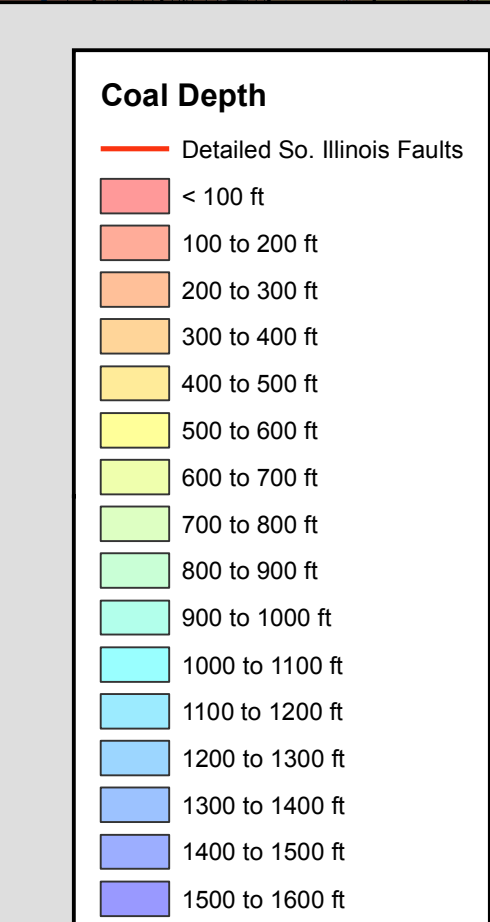 Coal Depth
Detailed So. Illinois Faults
< 100 ft
100 to 200 ft
200 to 300 ft
300 to 400 ft
400 to 500 ft
500 to 600 ft
600 to 700 ft
700 to 800 ft
800 to 900 ft
900 to 1000 ft
1000 to 1100 ft
1100 to 1200 ft
1200 to 1300 ft
1300 to 1400 ft
1400 to 1500 ft
1500 to 1600 ft